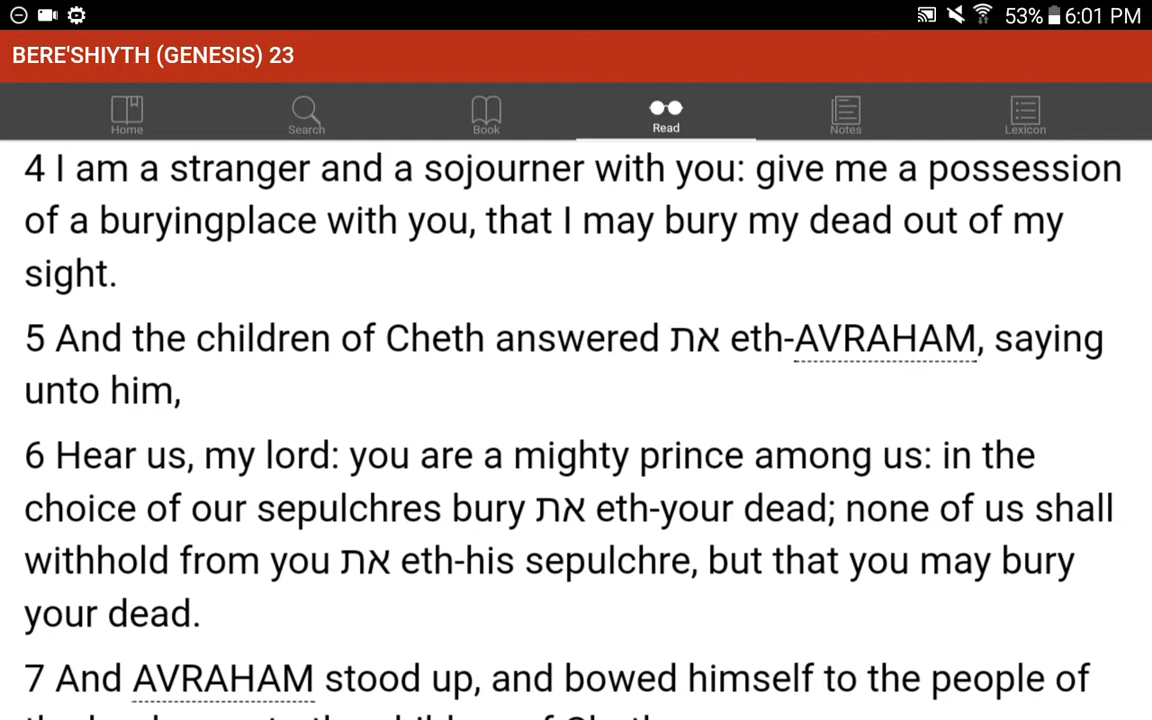 53% 6:01 PM
BERE'SHIYTH (GENESIS) 23
Home Search Book Read Notes Lexicon
4 I am a stranger and a sojourner with you: give me a possession
of a buryingplace with you, that I may bury my dead out of my
sight.
5 And the children of Cheth answered את eth-AVRAHAM, saying
unto him,
6 Hear us, my lord: you are a mighty prince among us: in the
choice of our sepulchres bury את eth-your dead; none of us shall
withhold from you את eth-his sepulchre, but that you may bury
your dead.
7 And AVRAHAM stood up, and bowed himself to the people of